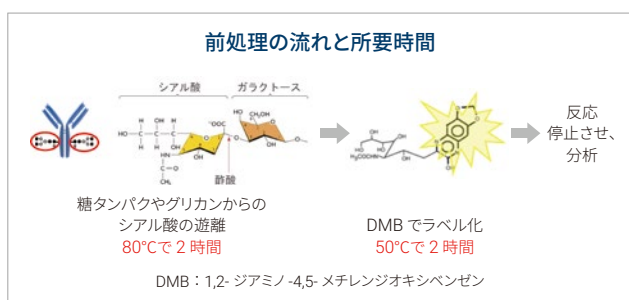 前処理の流れと所要時間
シアル酸
ガラクトース
酢酸
糖タンパクやグリカンからの
シアル酸の遊離
80℃で 2 時間
DMB でラベル化
50℃で 2 時間
反応
停止させ、
分析
DMB：1,2- ジアミノ -4,5- メチレンジオキシベンゼン